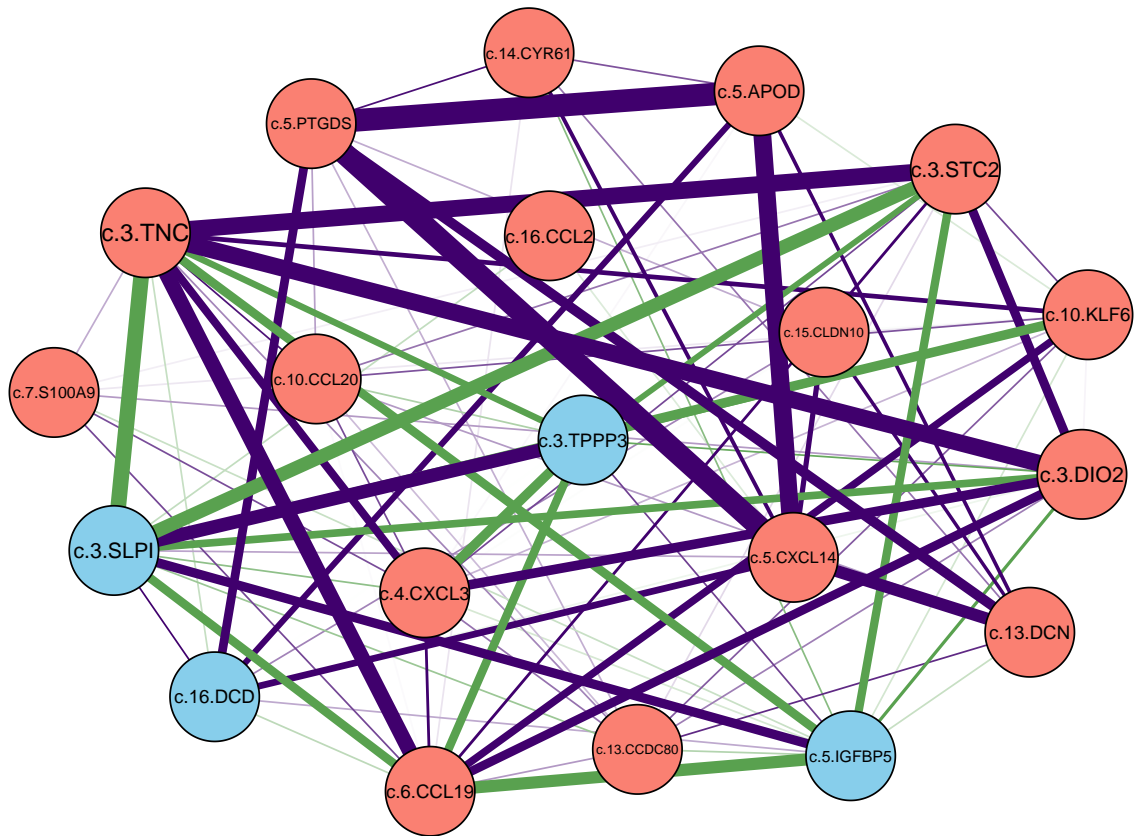 c.14.CYR61
c.5.APOD
c.5.PTGDS
c.3.STC2
c.3.TNC
c.16.CCL2
c.10.KLF6
c.15.CLDN10
c.10.CCL20
c.7.S100A9
c.3.TPPP3
c.3.DIO2
c.3.SLPI
c.5.CXCL14
c.4.CXCL3
c.13.DCN
c.16.DCD
c.13.CCDC80
c.5.IGFBP5
c.6.CCL19